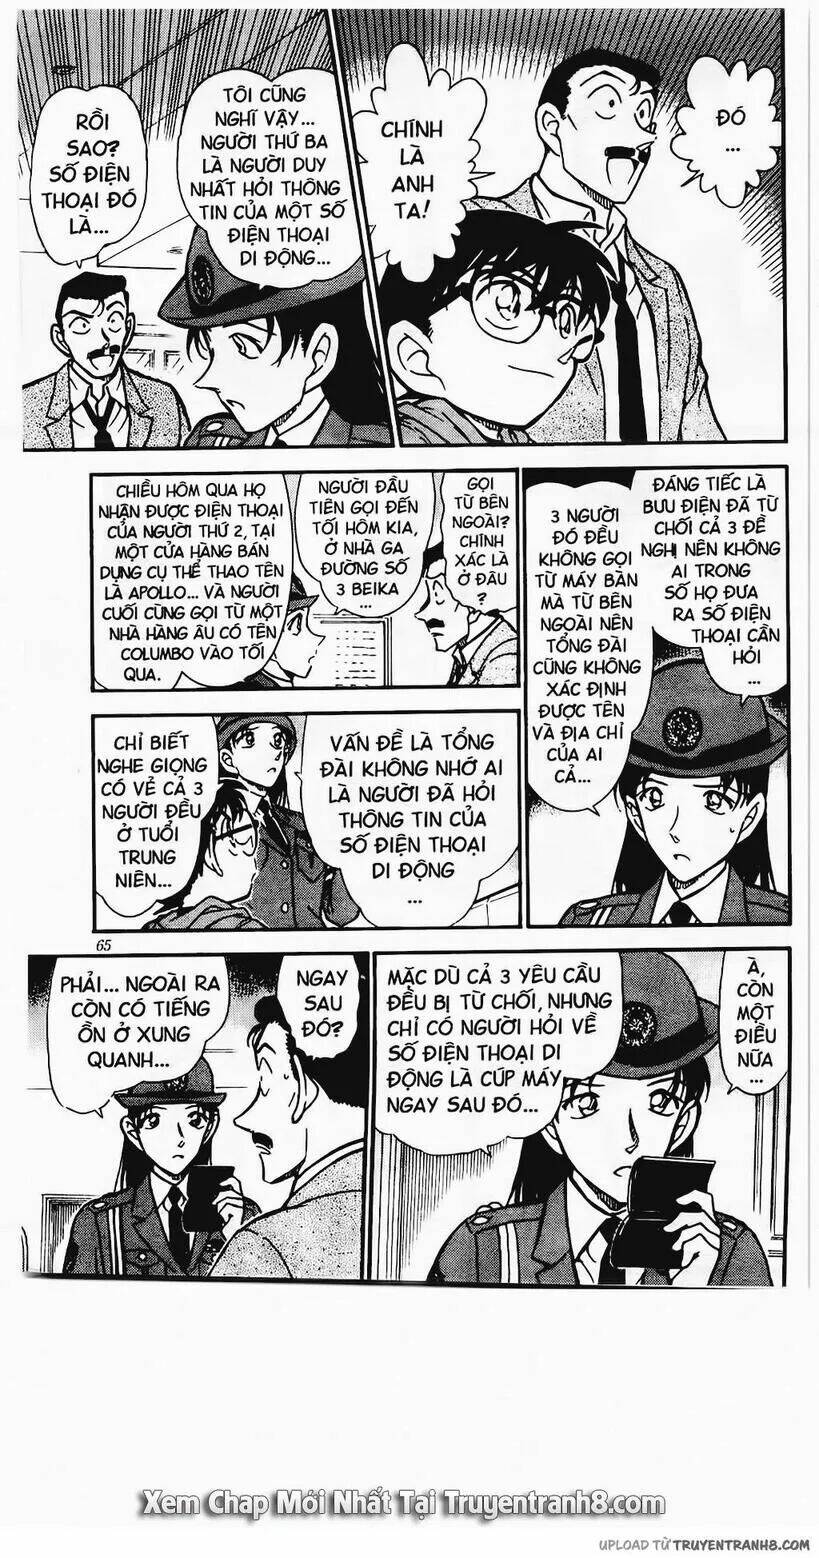 ĐÓ
...
CHÍNH
LÀ
ANH
TA!
TÔI CŨNG
NGHĨ VẬY...
NGƯỜI THỨ BA
LÀ NGƯỜI DUY
NHẤT HỎI THÔNG
TIN CỦA MỘT SỐ
ĐIỆN THOẠI
DI ĐỘNG...
RỒI
SAO?
SỐ ĐIỆN
THOẠI ĐÓ
LÀ...
ĐÁNG TIẾC LÀ
BƯU ĐIỆN ĐÃ TỪ
CHỐI CẢ 3 ĐỀ
NGHỊ NÊN KHÔNG
AI TRONG
SỐ HỌ ĐƯA
RA SỐ ĐIỆN
THOẠI CẦN
HỎI
...
3 NGƯỜI
ĐÓ ĐỀU
KHÔNG GỌI
TỪ MÁY BÀN
MÀ TỪ BÊN
NGOÀI NÊN
TỔNG ĐÀI
CŨNG KHÔNG
XÁC ĐỊNH
ĐƯỢC TÊN
VÀ ĐỊA CHỈ
CỦA AI
CẢ...
GỌI
TỪ BÊN
NGOÀI?
CHÍNH
XÁC LÀ
Ở ĐÂU
?
NGƯỜI ĐẦU
TIÊN GỌI ĐẾN
TỐI HÔM KIA,
Ở NHÀ GA
ĐƯỜNG SỐ
3 BEIKA
...
CHIỀU HÔM QUA HỌ
NHẬN ĐƯỢC ĐIỆN THOẠI
CỦA NGƯỜI THỨ 2, TẠI
MỘT CỬA HÀNG BÁN
DỤNG CỤ THỂ THAO TÊN
LÀ APOLLO... VÀ NGƯỜI
CUỐI CÙNG GỌI TỪ MỘT
NHÀ HÀNG ÂU CÓ TÊN
COLUMBO VÀO TỐI
QUA.
VẤN ĐỀ LÀ TỔNG
ĐÀI KHÔNG NHỚ AI
LÀ NGƯỜI ĐÃ HỎI
THÔNG TIN CỦA
SỐ ĐIỆN THOẠI
DI ĐỘNG
...
CHỈ BIẾT
NGHE GIỌNG
CÓ VẺ CẢ 3
NGƯỜI ĐỀU
Ở TUỔI
TRUNG
NIÊN...
65
À,
CÒN
MỘT
ĐIỀU
NỮA
...
MẶC DÙ CẢ 3 YÊU CẦU
ĐỀU BỊ TỪ CHỐI, NHƯNG
CHỈ CÓ NGƯỜI HỎI VỀ
SỐ ĐIỆN THOẠI DI
ĐỘNG LÀ CÚP MÁY
NGAY SAU ĐÓ...
NGAY
SAU
ĐÓ?
PHẢI... NGOÀI RA
CÒN CÓ TIẾNG
ỒN Ở XUNG
QUANH...
Xem Chap Mới Nhất Tại Truyentranh8.com
UPLOAD TỪ TRUYENTRANH8.COM